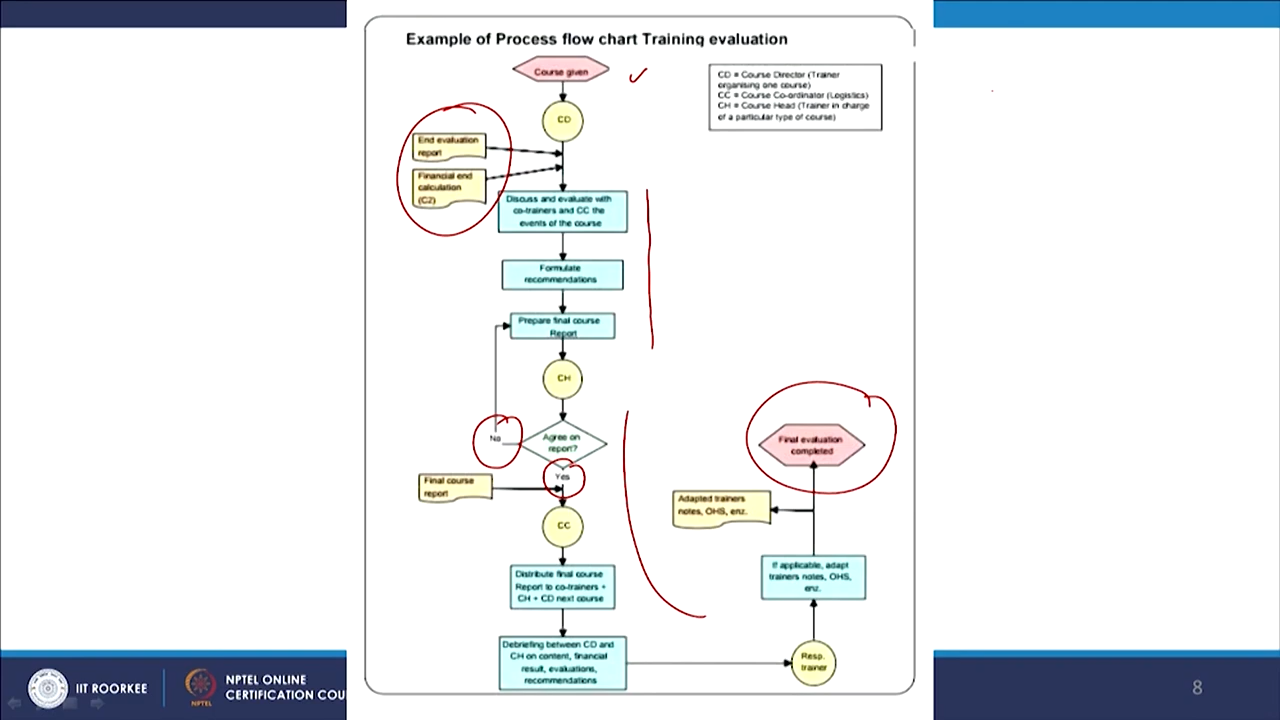 Example of Process flow chart Training evaluation
Course given
CD = Course Director (Trainer
organising one course)
CC = Course Co-ordinator (Logistics)
CH = Course Head (Trainer in charge
of a particular type of course)
CD
End evaluation
report
Financial end
calculation
(C2)
Discuss and evaluate with
co-trainers and CC the
events of the course
Formulate
recommendations
Prepare final course
Report
CH
Agree on
report?
No
Yes
Final course
report
CC
Distribute final course
Report to co-trainers +
CH + CD next course
Debriefing between CD and
CH on content, financial
result, evaluations,
recommendations
Resp.
trainer
If applicable, adapt
trainers notes, OHS,
enz.
Adapted trainers
notes, OHS, enz.
Final evaluation
completed
IIT ROORKEE
NPTEL
NPTEL ONLINE
CERTIFICATION COU
8